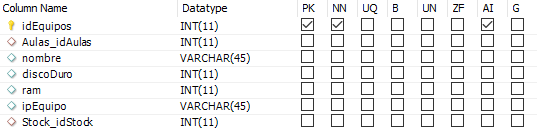 Column Name Datatype PK NN UQ B UN ZF AI G
idEquipos INT(11)
Aulas_idAulas INT(11)
nombre VARCHAR(45)
discoDuro INT(11)
ram INT(11)
ipEquipo VARCHAR(45)
Stock_idStock INT(11)